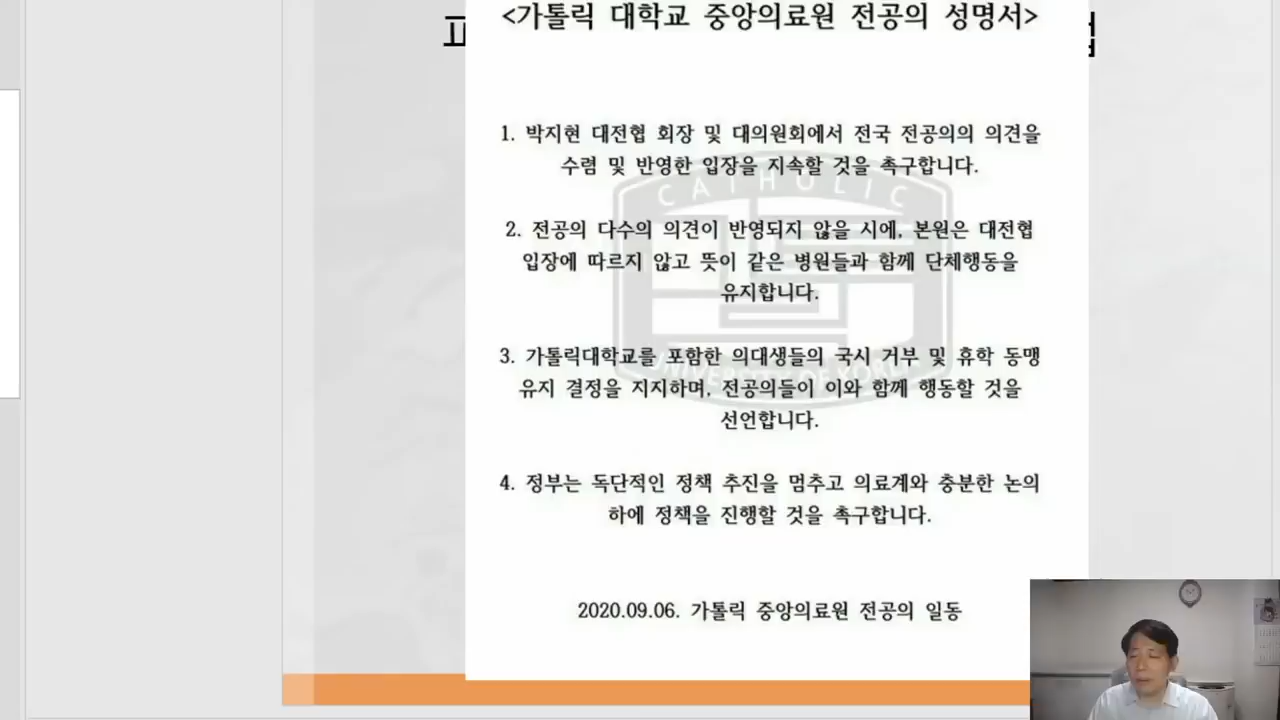 <가톨릭 대학교 중앙의료원 전공의 성명서>
1. 박지현 대전협 회장 및 대의원회에서 전국 전공의의 의견을
수렴 및 반영한 입장을 지속할 것을 촉구합니다.
CATHOLIC
2. 전공의 다수의 의견이 반영되지 않을 시에, 본원은 대전협
입장에 따르지 않고 뜻이 같은 병원들과 함께 단체행동을
유지합니다.
3. 가톨릭대학교를 포함한 의대생들의 국시 거부 및 휴학 동맹
UNIVERSITY OF KOREA
유지 결정을 지지하며, 전공의들이 이와 함께 행동할 것을
선언합니다.
4. 정부는 독단적인 정책 추진을 멈추고 의료계와 충분한 논의
하에 정책을 진행할 것을 촉구합니다.
2020.09.06. 가톨릭 중앙의료원 전공의 일동